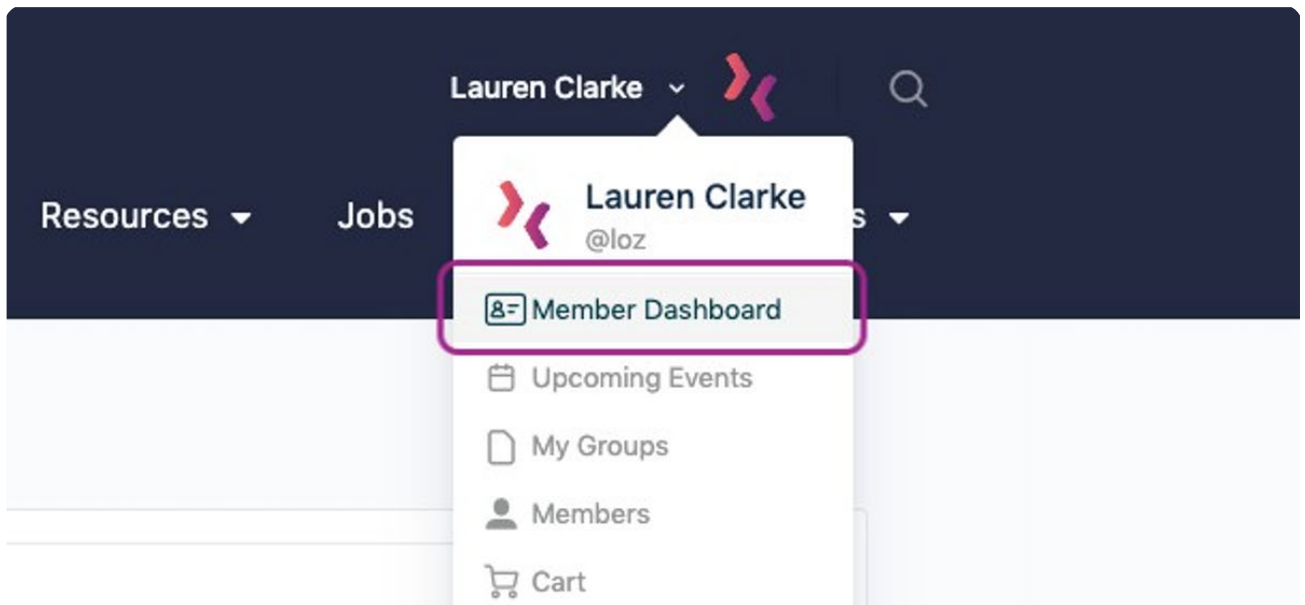 Lauren Clarke
Resources Jobs s
Lauren Clarke
@loz
Member Dashboard
Upcoming Events
My Groups
Members
Cart